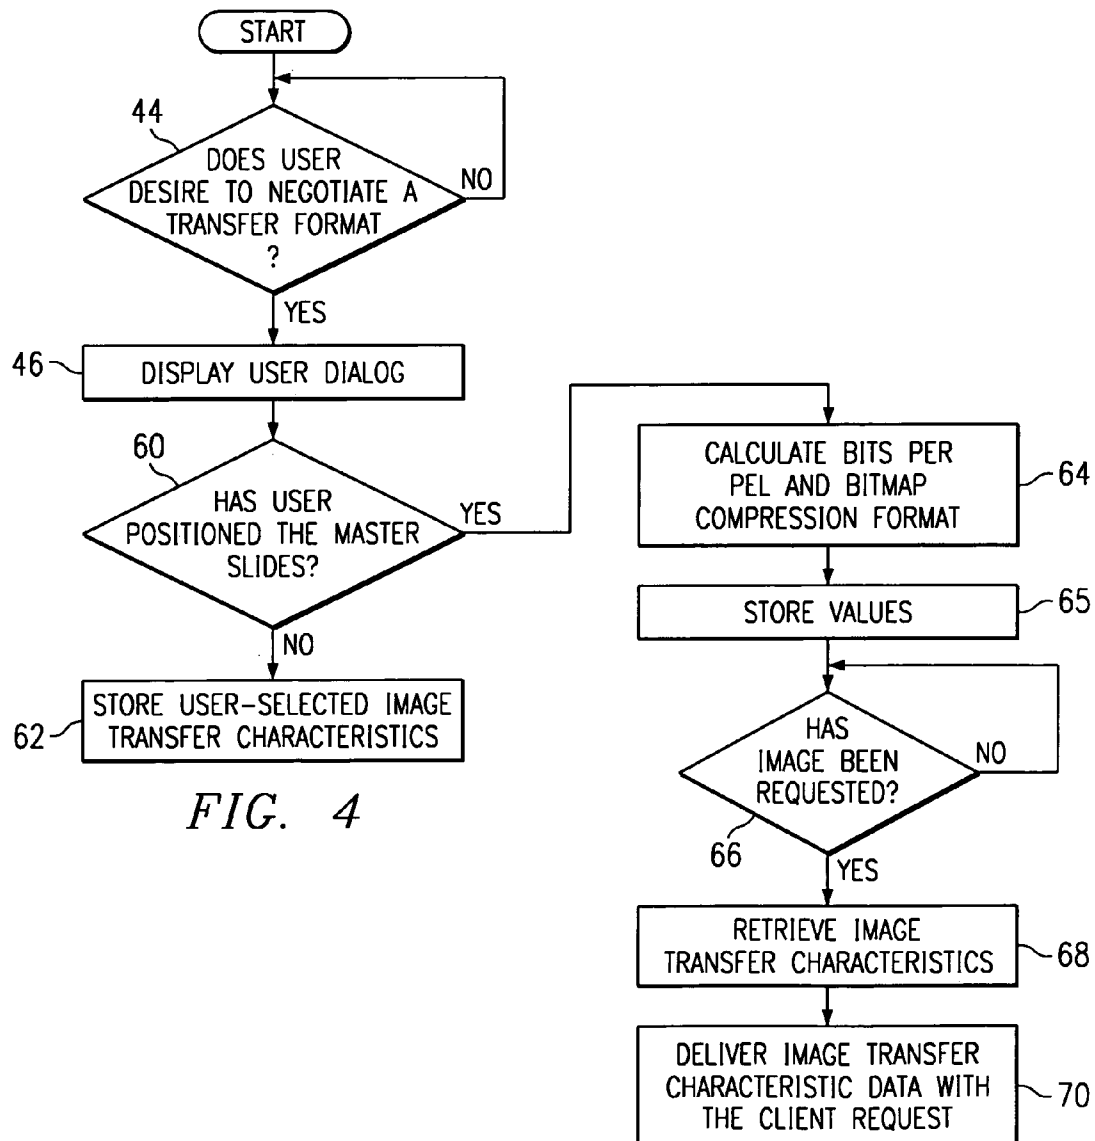 START
44
DOES USER
DESIRE TO NEGOTIATE A
TRANSFER FORMAT
?
NO
YES
46
DISPLAY USER DIALOG
60
HAS USER
POSITIONED THE MASTER
SLIDES?
YES
NO
62
STORE USER-SELECTED IMAGE
TRANSFER CHARACTERISTICS
FIG. 4
CALCULATE BITS PER
PEL AND BITMAP
COMPRESSION FORMAT
64
STORE VALUES
65
HAS
IMAGE BEEN
REQUESTED?
NO
66
YES
RETRIEVE IMAGE
TRANSFER CHARACTERISTICS
68
DELIVER IMAGE TRANSFER
CHARACTERISTIC DATA WITH
THE CLIENT REQUEST
70